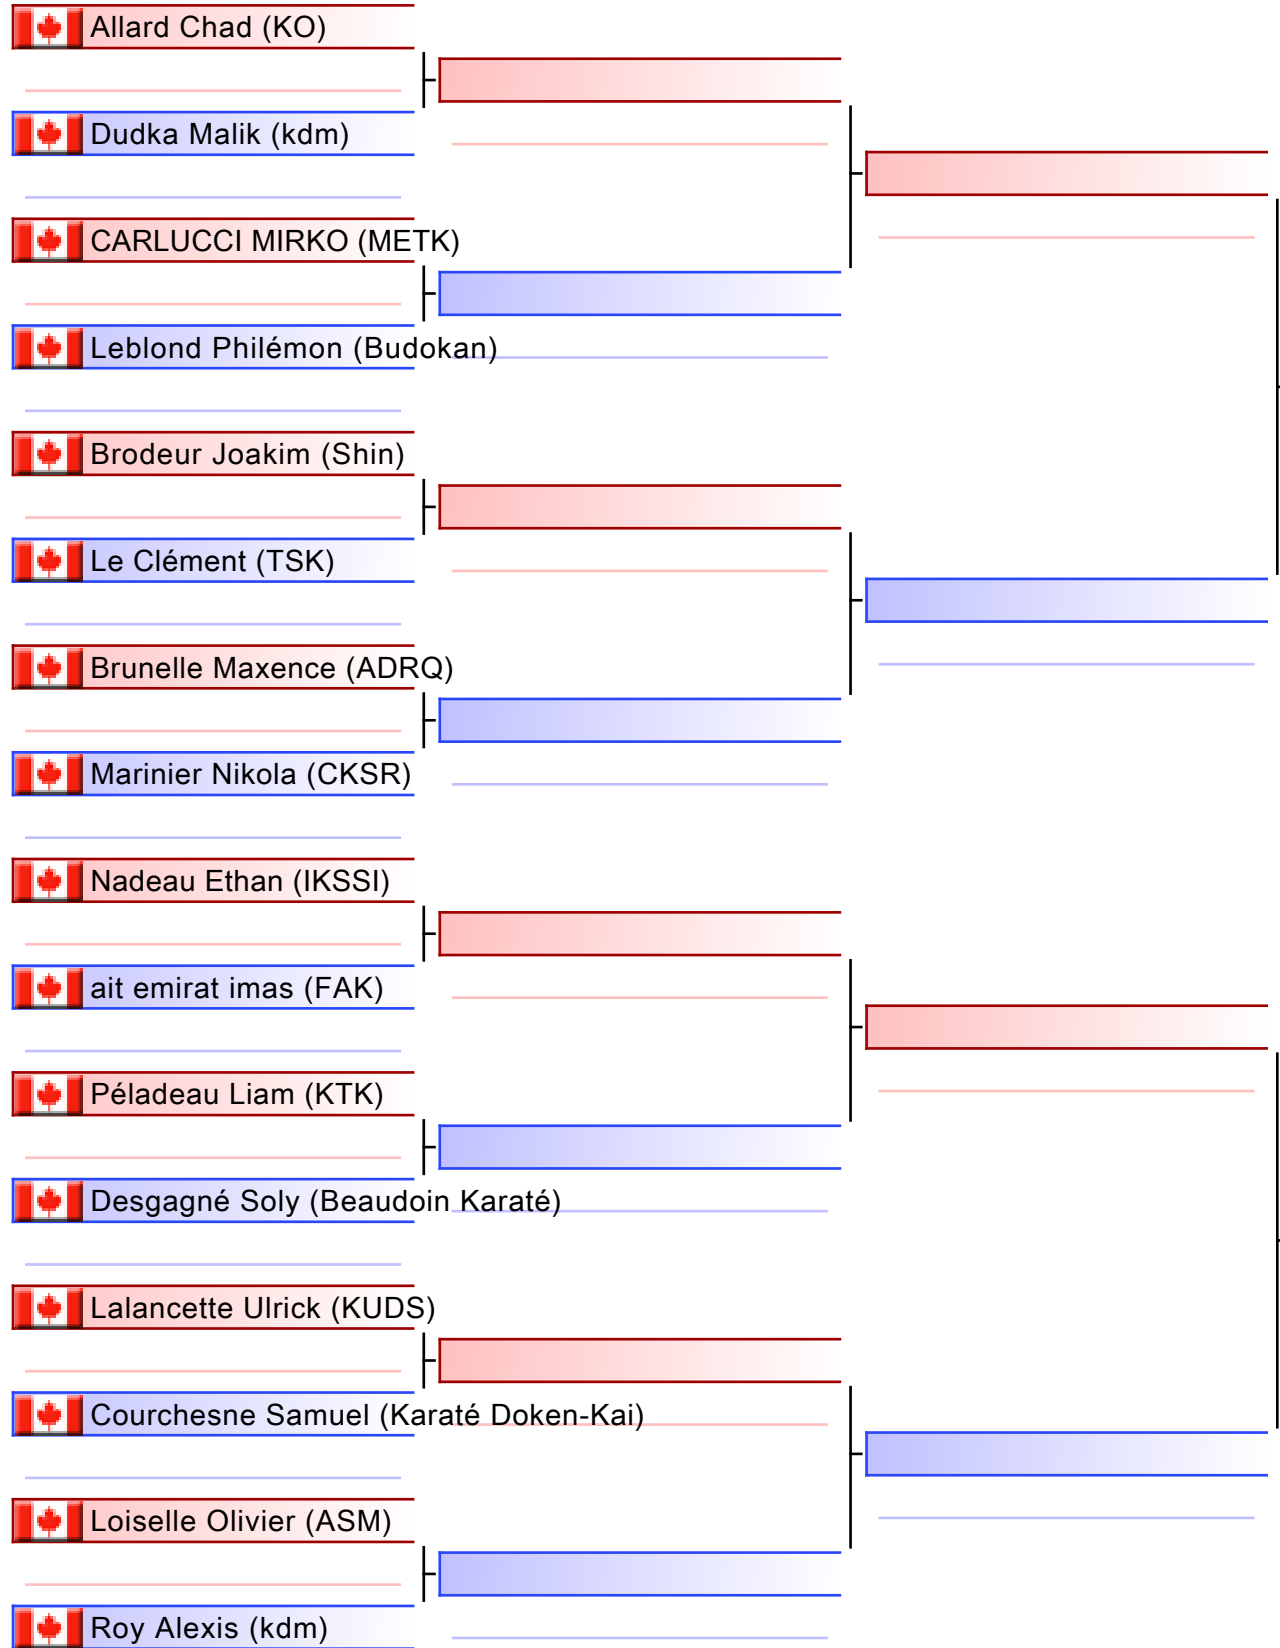 Allard Chad (KO)
Dudka Malik (kdm)
CARLUCCI MIRKO (METK)
Leblond Philémon (Budokan)
Brodeur Joakim (Shin)
Le Clément (TSK)
Brunelle Maxence (ADRQ)
Marinier Nikola (CKSR)
Nadeau Ethan (IKSSI)
ait emirat imas (FAK)
Péladeau Liam (KTK)
Desgagné Soly (Beaudoin Karaté)
Lalancette Ulrick (KUDS)
Courchesne Samuel (Karaté Doken-Kai)
Loiselle Olivier (ASM)
Roy Alexis (kdm)